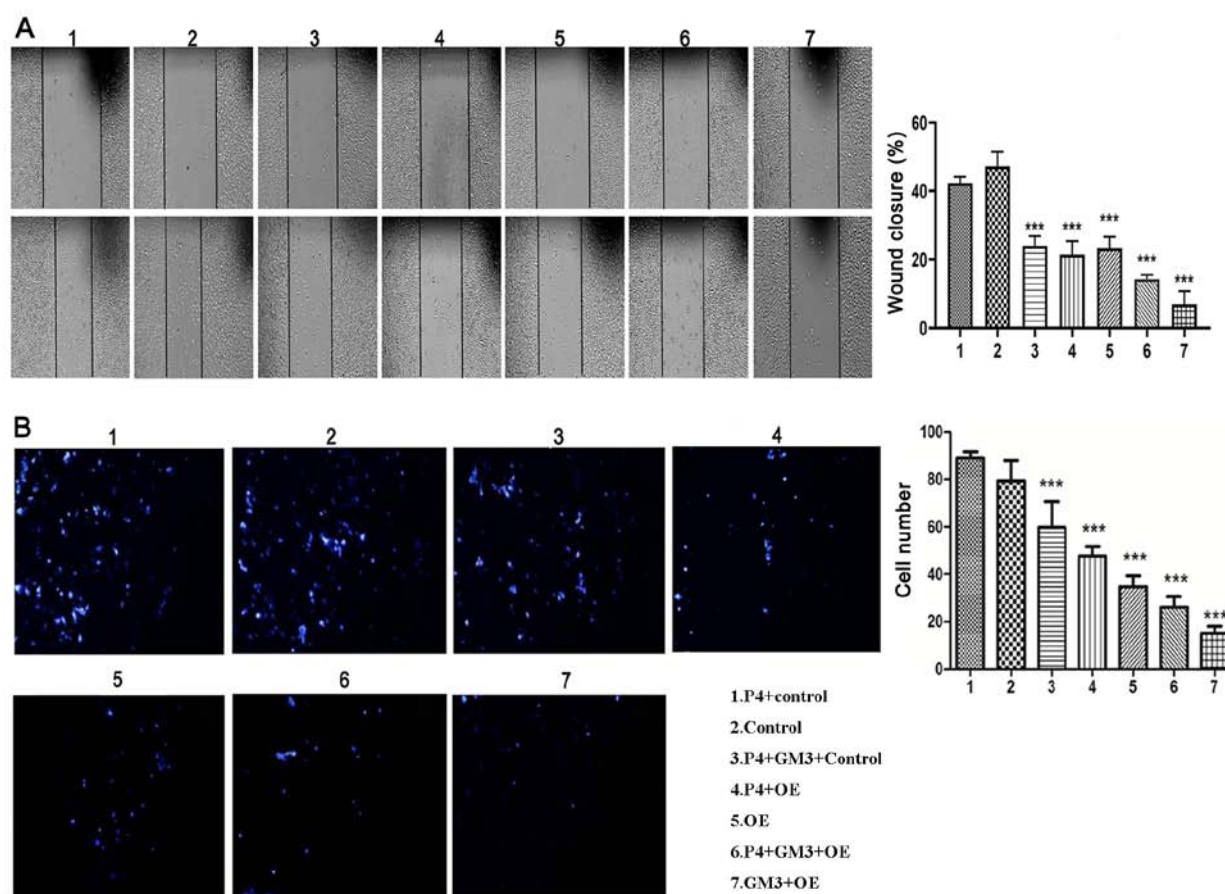 A
1 2 3 4 5 6 7
Wound closure (%)
60
40
20
0
*** *** *** *** ***
1 2 3 4 5 6 7
B
1 2 3 4
5 6 7
1.P4+control
2.Control
3.P4+GM3+Control
4.P4+OE
5.OE
6.P4+GM3+OE
7.GM3+OE
Cell number
100
80
60
40
20
0
*** *** *** *** ***
1 2 3 4 5 6 7